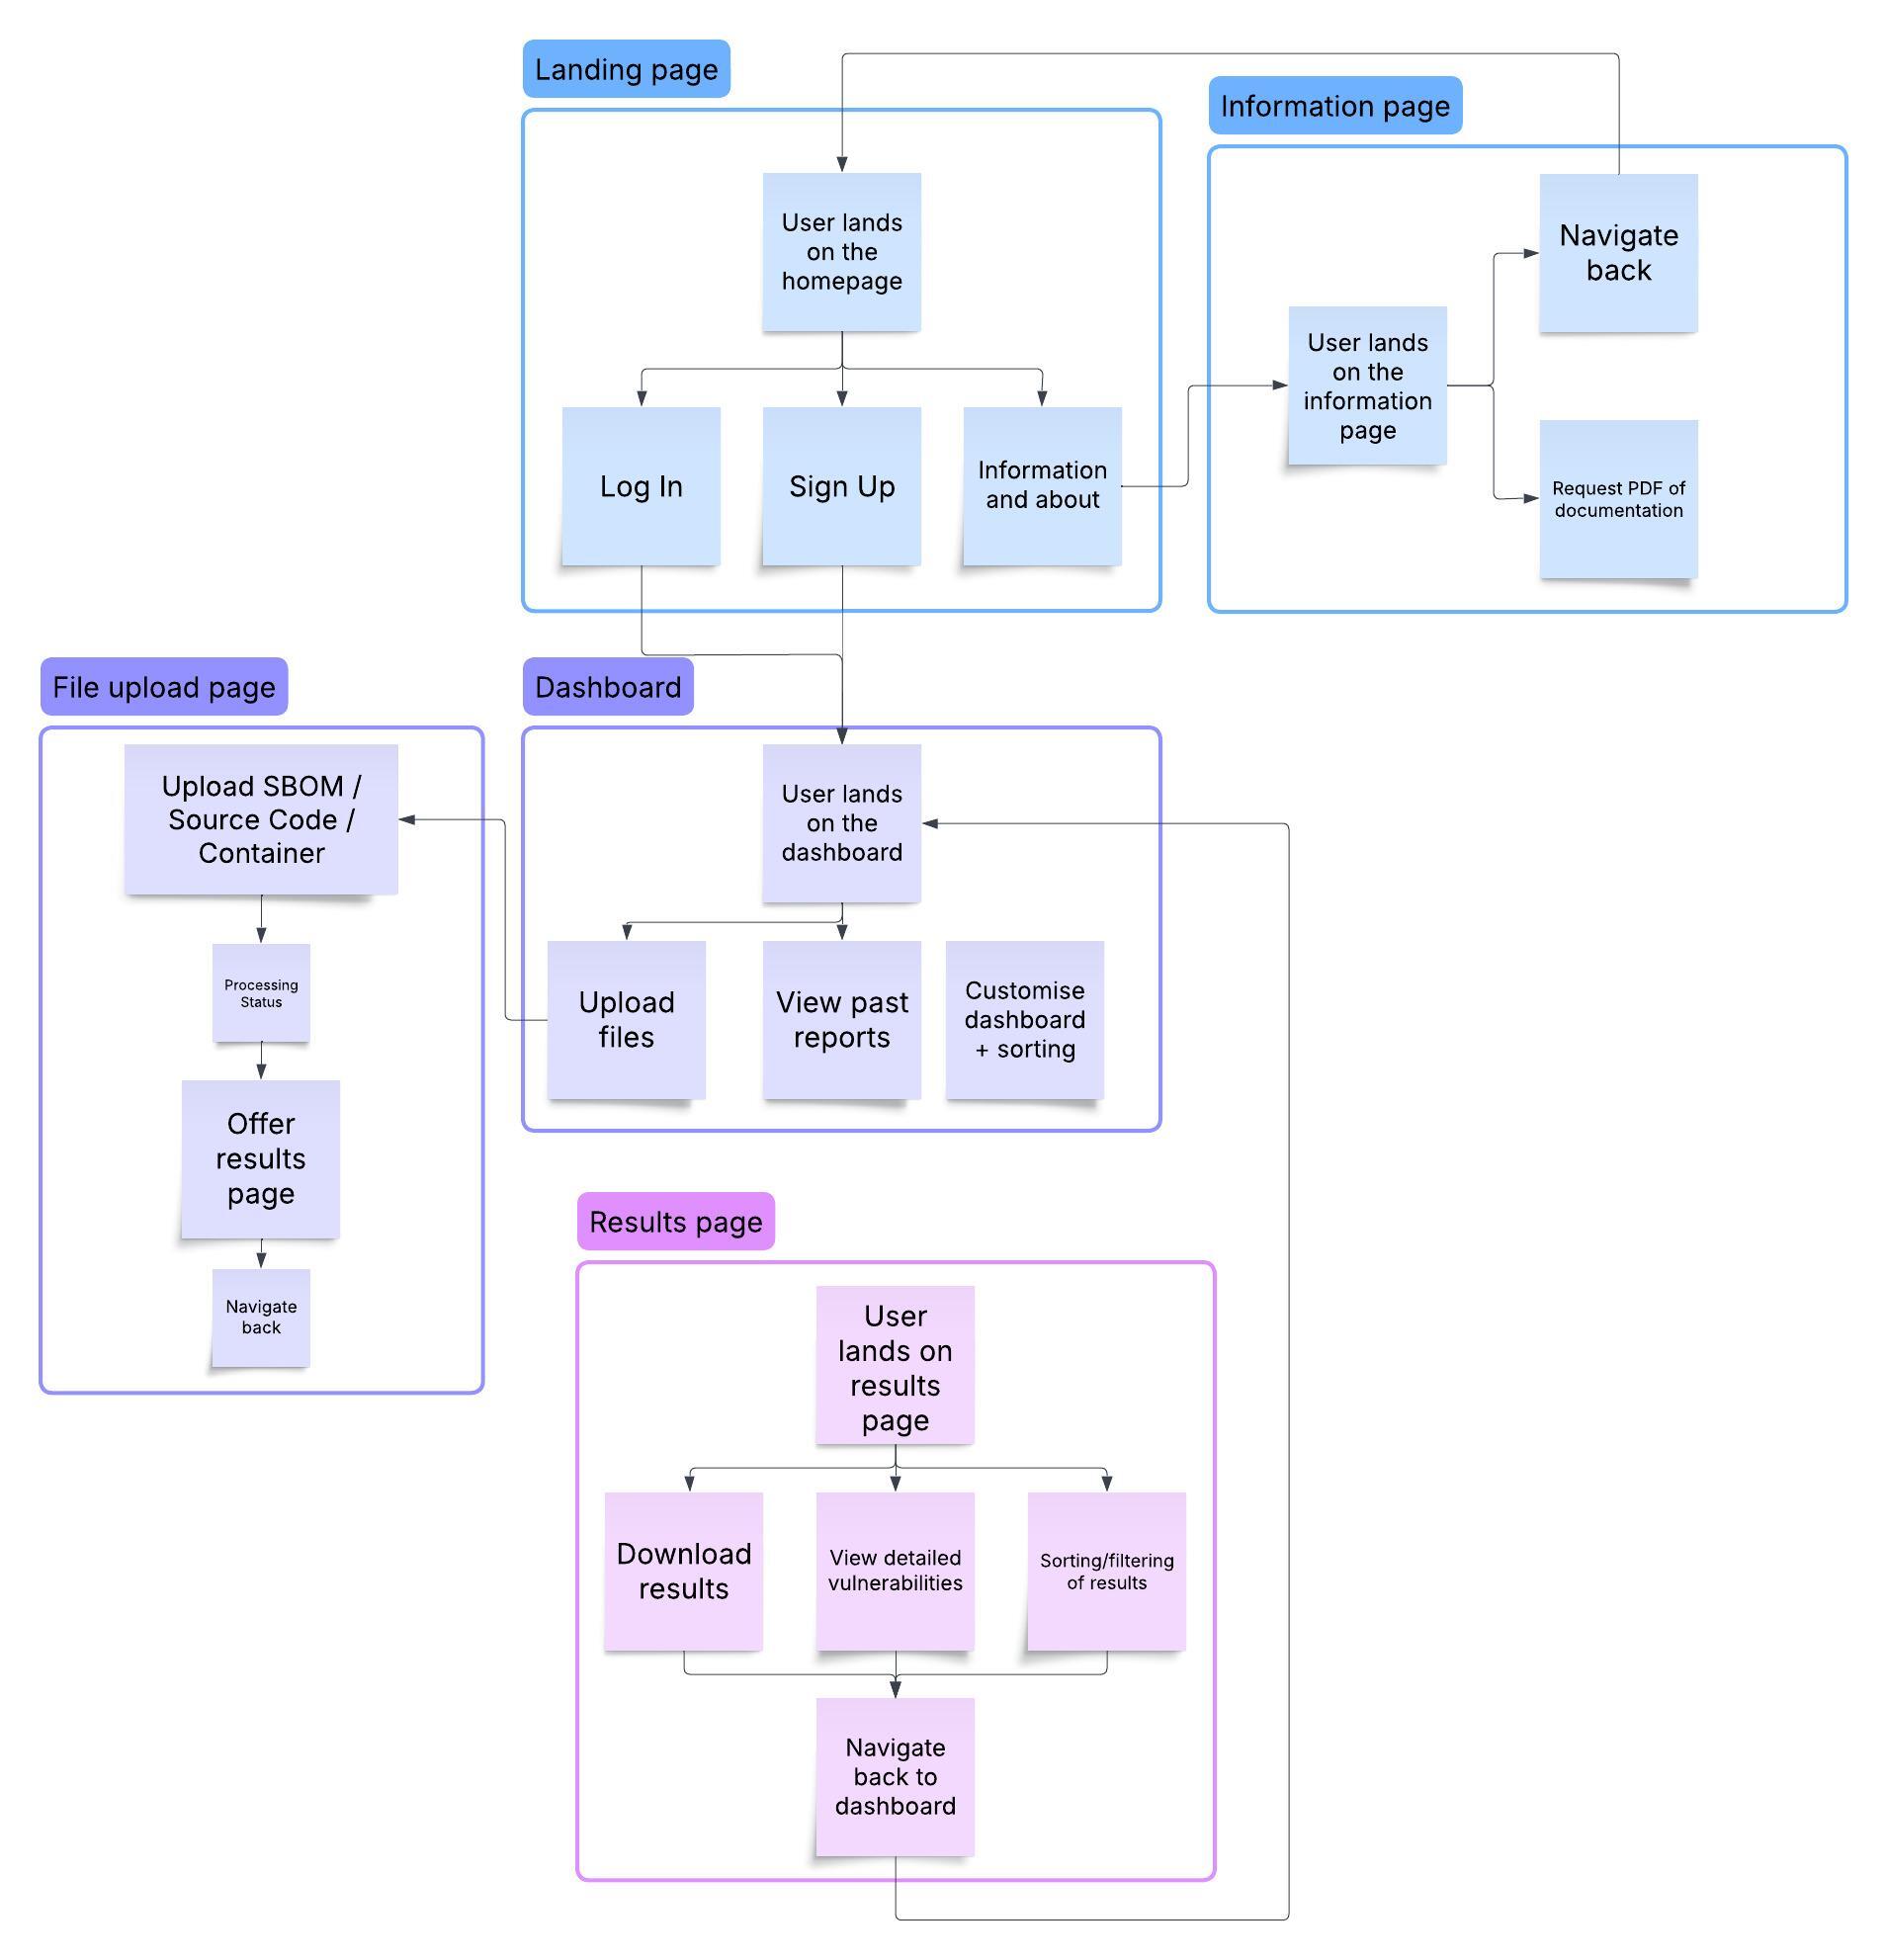 Landing page
Information page
User lands
on the
homepage
Navigate
back
User lands
on the
information
page
Log In
Sign Up
Information
and about
Request PDF of
documentation
File upload page
Dashboard
Upload SBOM /
Source Code /
Container
User lands
on the
dashboard
Processing
Status
Upload
files
View past
reports
Customise
dashboard
+ sorting
Offer
results
page
Navigate
back
Results page
User
lands on
results
page
Download
results
View detailed
vulnerabilities
Sorting/filtering
of results
Navigate
back to
dashboard